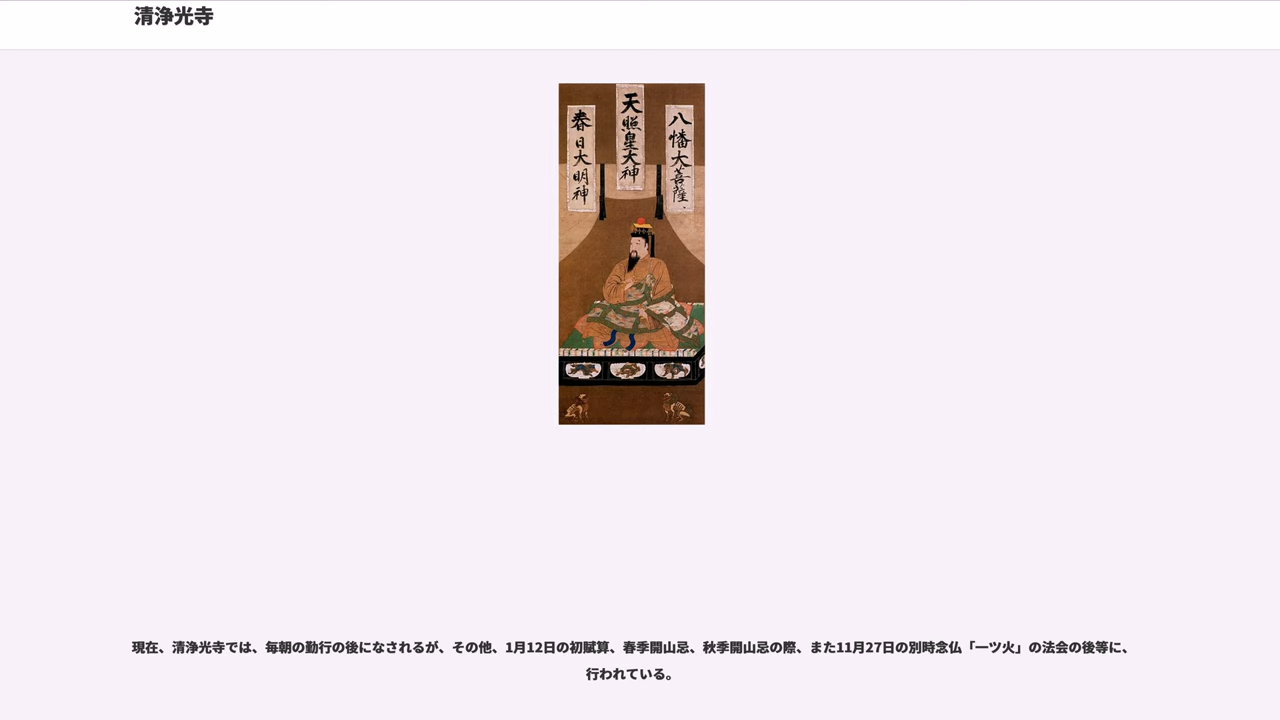 清浄光寺
天照皇大神
八幡大菩薩
春日大明神
現在、清浄光寺では、毎朝の勤行の後になされるが、その他、1月12日の初賦算、春季開山忌、秋季開山忌の際、また11月27日の別時念仏「一ツ火」の法会の後等に、
行われている。